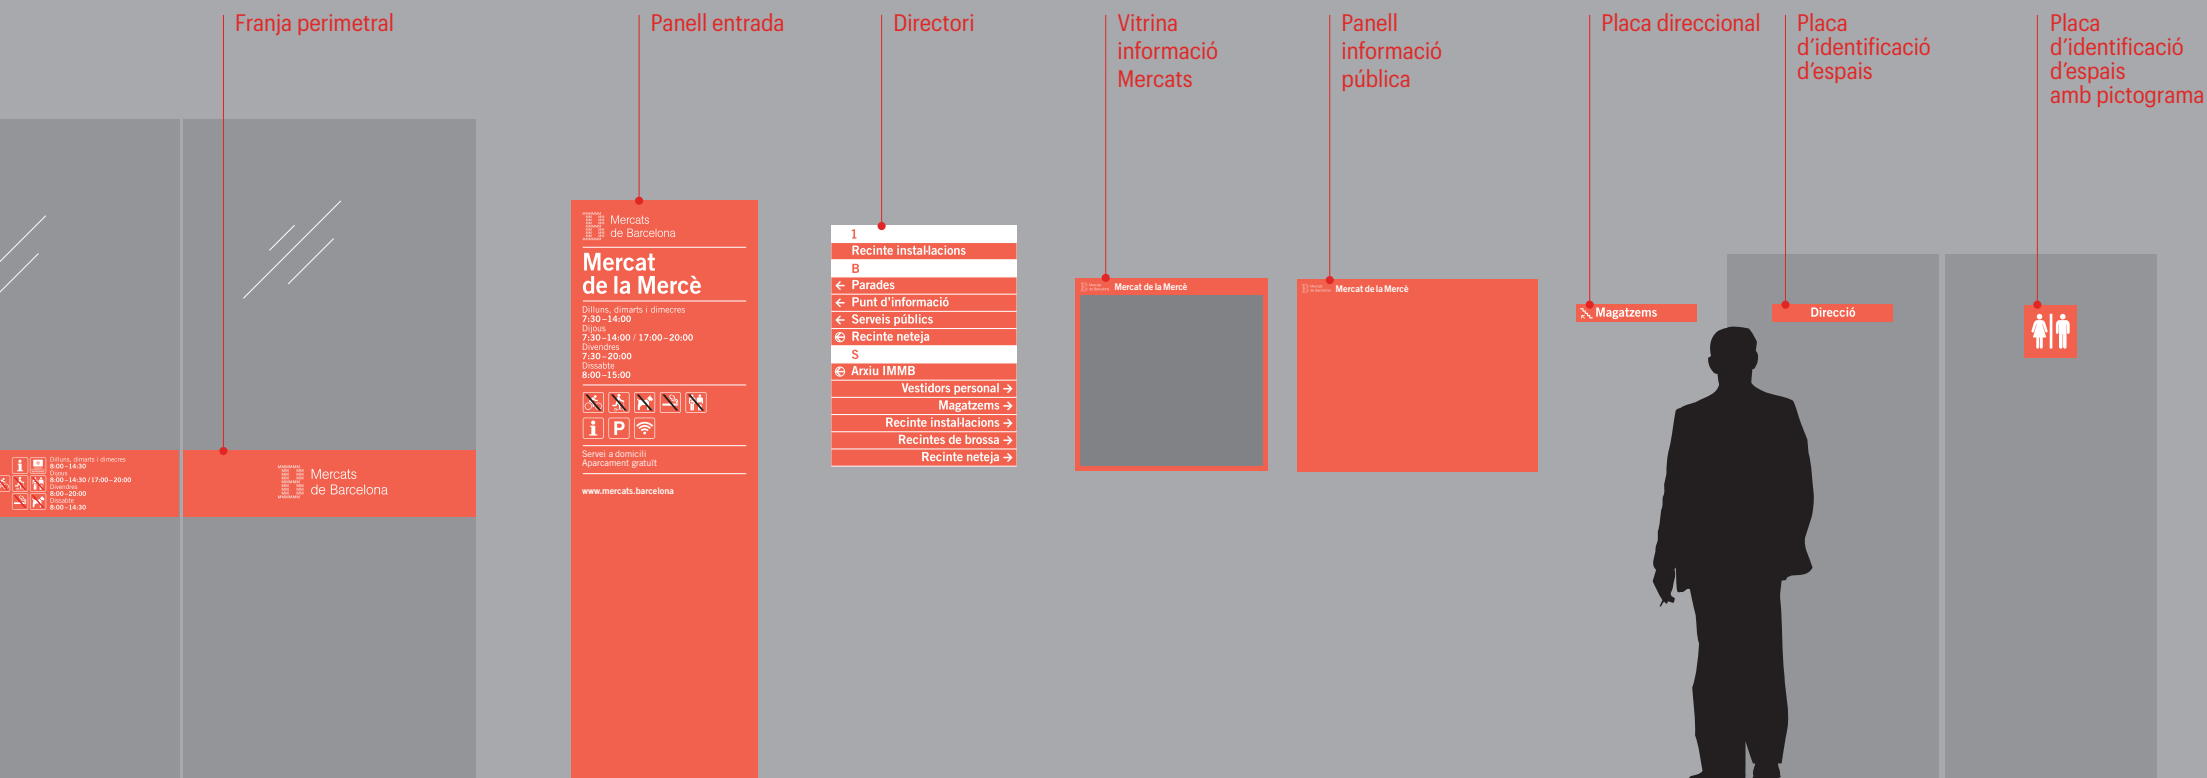 Franja perimetral
Panell entrada
Directori
Vitrina
informació
Mercats
Panell
informació
pública
Placa direccional
Placa
d'identificació
d'espais
Placa
d'identificació
d'espais
amb pictograma
Dilluns, dimarts i dimecres
8:00–14:30
Dijous
8:00–14:30 / 17:00–20:00
Divendres
8:00–20:00
Dissabte
8:00–14:30
Mercats
de Barcelona
Mercats
de Barcelona
Mercat
de la Mercè
Dilluns, dimarts i dimecres
7:30–14:00
Dijous
7:30–14:00 / 17:00–20:00
Divendres
7:30–20:00
Dissabte
8:00–15:00
i P
Servei a domicili
Aparcament gratuït
www.mercats.barcelona
1
Recinte instal·lacions
B
← Parades
← Punt d'informació
← Serveis públics
Recinte neteja
S
Arxiu IMMB
Vestidors personal →
Magatzems →
Recinte instal·lacions →
Recintes de brossa →
Recinte neteja →
Mercat de la Mercè
Mercat de la Mercè
Magatzems
Direcció